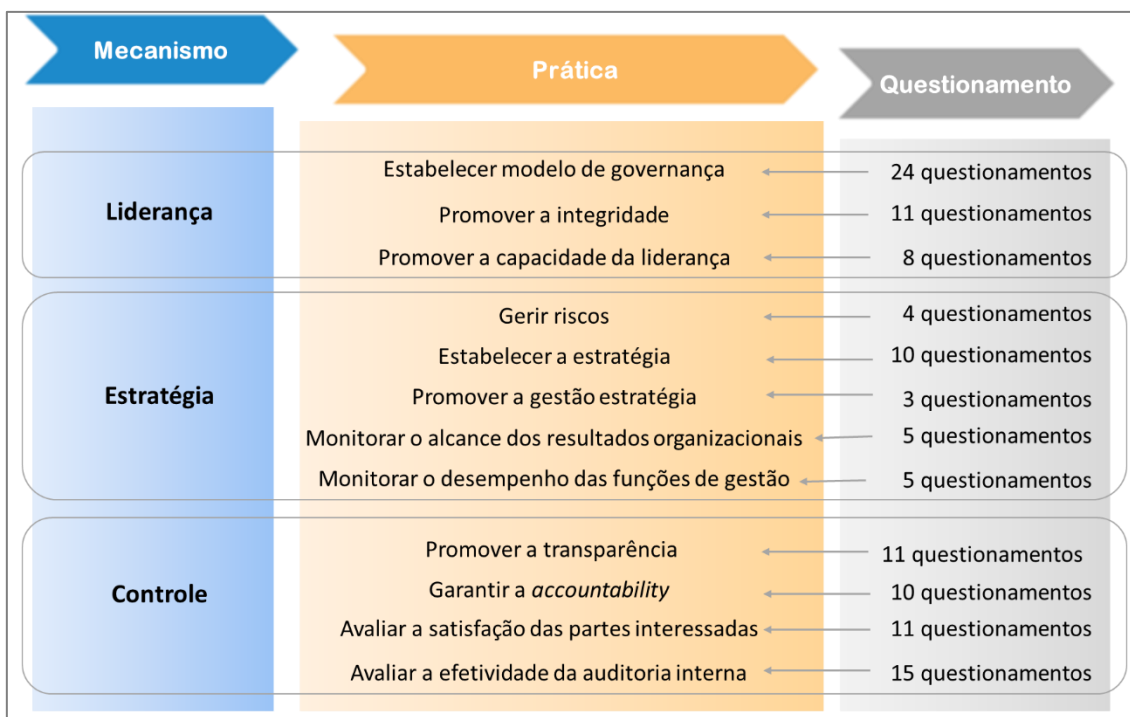 Mecanismo
Prática
Questionamento
Liderança
Estabelecer modelo de governança
24 questionamentos
Promover a integridade
11 questionamentos
Promover a capacidade da liderança
8 questionamentos
Estratégia
Gerir riscos
4 questionamentos
Estabelecer a estratégia
10 questionamentos
Promover a gestão estratégia
3 questionamentos
Monitorar o alcance dos resultados organizacionais
5 questionamentos
Monitorar o desempenho das funções de gestão
5 questionamentos
Controle
Promover a transparência
11 questionamentos
Garantir a accountability
10 questionamentos
Avaliar a satisfação das partes interessadas
11 questionamentos
Avaliar a efetividade da auditoria interna
15 questionamentos